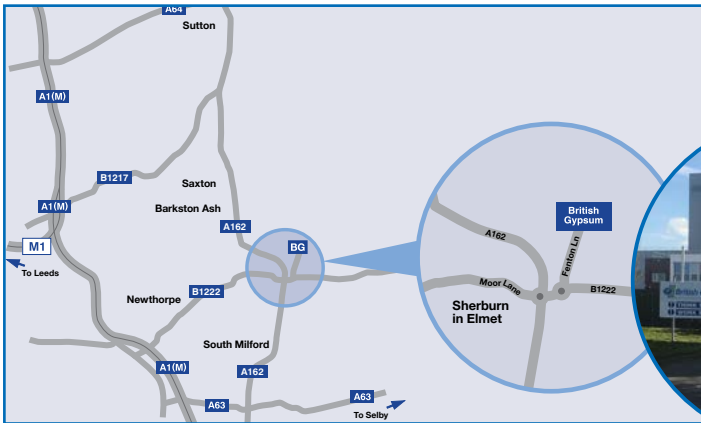 A64
Sutton
A1(M)
B1217
Saxton
A1(M)
Barkston Ash
A162
M1
To Leeds
BG
B1222
Newthorpe
South Milford
A1(M)
A162
A63
A63
To Selby
British
Gypsum
A162
Fenton Ln
Moor Lane
B1222
Sherburn
in Elmet
British